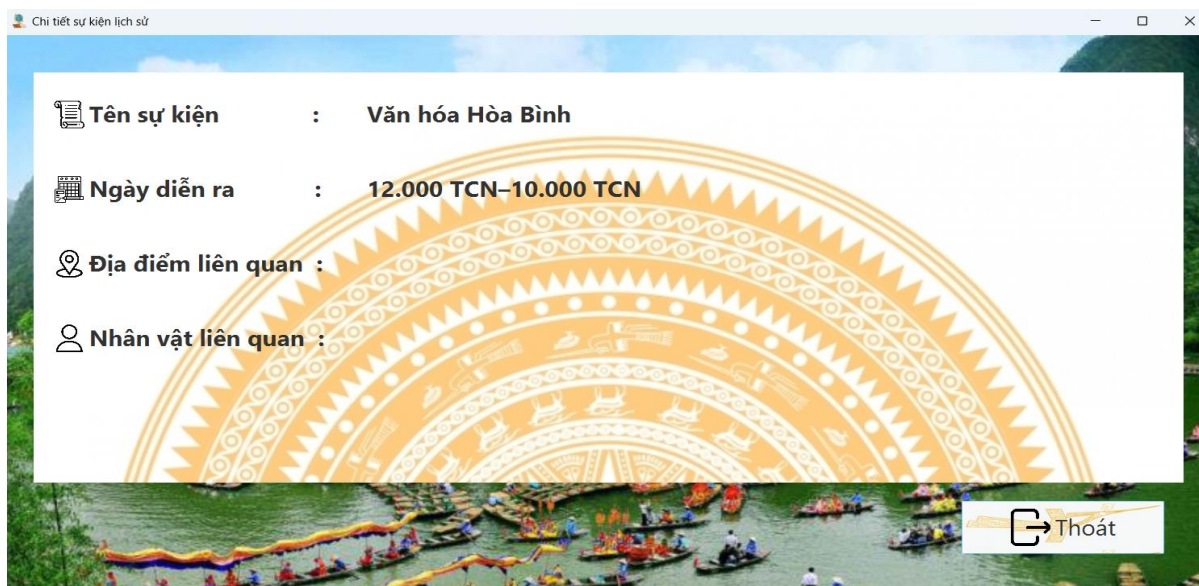 Chi tiết sự kiện lịch sử
Tên sự kiện : Văn hóa Hòa Bình
Ngày diễn ra : 12.000 TCN–10.000 TCN
Địa điểm liên quan :
Nhân vật liên quan :
Thoát